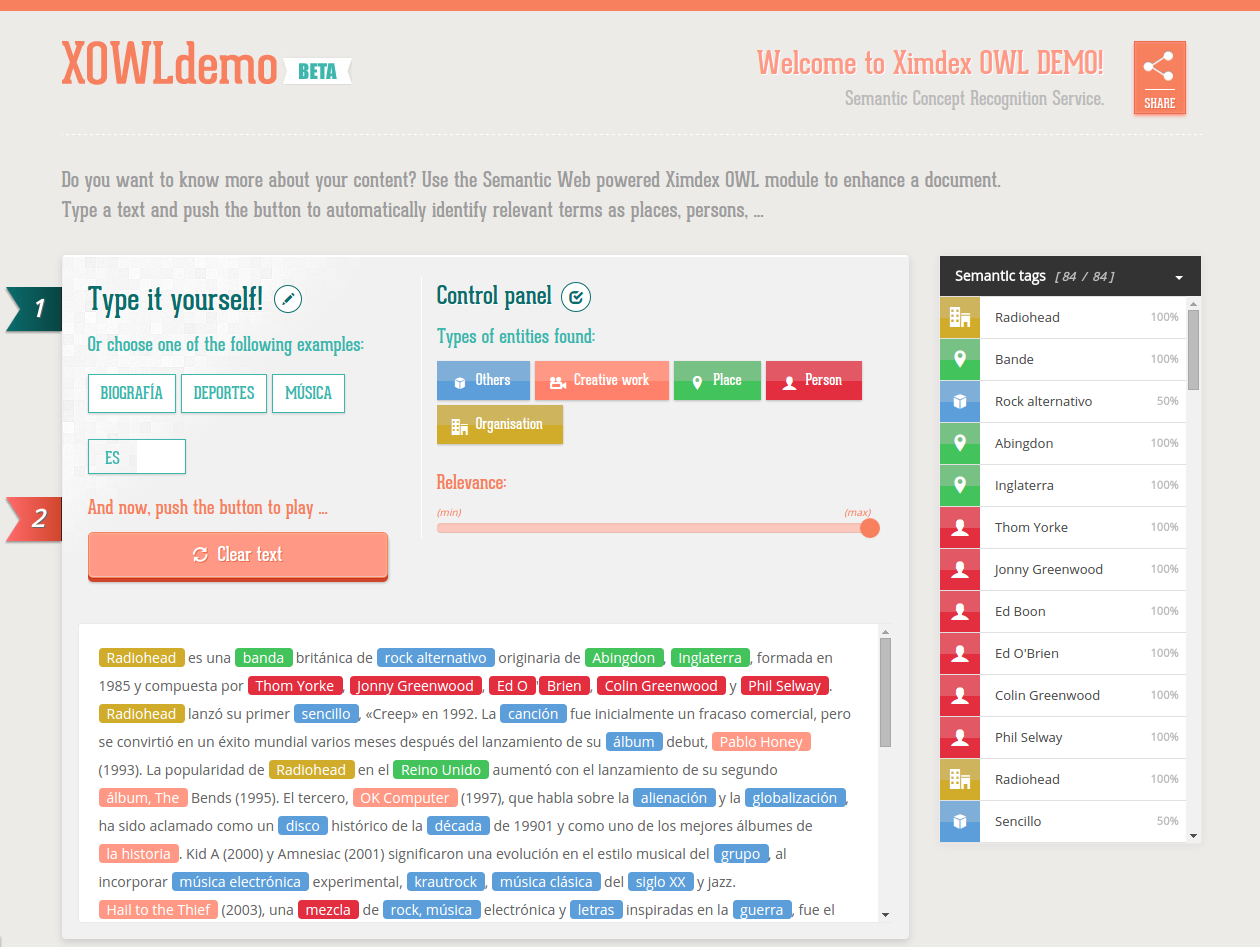 XOWLdemo BETA
Welcome to Ximdex OWL DEMO!
Semantic Concept Recognition Service.
SHARE
Do you want to know more about your content? Use the Semantic Web powered Ximdex OWL module to enhance a document.
Type a text and push the button to automatically identify relevant terms as places, persons, ...
1
Type it yourself!
Or choose one of the following examples:
BIOGRAFÍA DEPORTES MÚSICA
ES
2
And now, push the button to play ...
Clear text
Control panel
Types of entities found:
Others Creative work Place Person
Organisation
Relevance:
(min) (max)
Radiohead es una banda británica de rock alternativo originaria de Abingdon, Inglaterra, formada en
1985 y compuesta por Thom Yorke, Jonny Greenwood, Ed O'Brien, Colin Greenwood y Phil Selway.
Radiohead lanzó su primer sencillo, «Creep» en 1992. La canción fue inicialmente un fracaso comercial, pero
se convirtió en un éxito mundial varios meses después del lanzamiento de su álbum debut, Pablo Honey
(1993). La popularidad de Radiohead en el Reino Unido aumentó con el lanzamiento de su segundo
álbum, The Bends (1995). El tercero, OK Computer (1997), que habla sobre la alienación y la globalización,
ha sido aclamado como un disco histórico de la década de 19901 y como uno de los mejores álbumes de
la historia. Kid A (2000) y Amnesiac (2001) significaron una evolución en el estilo musical del grupo, al
incorporar música electrónica experimental, krautrock, música clásica del siglo XX y jazz.
Hail to the Thief (2003), una mezcla de rock, música electrónica y letras inspiradas en la guerra, fue el
Semantic tags [ 84 / 84 ]
Radiohead 100%
Bande 100%
Rock alternativo 50%
Abingdon 100%
Inglaterra 100%
Thom Yorke 100%
Jonny Greenwood 100%
Ed Boon 100%
Ed O'Brien 100%
Colin Greenwood 100%
Phil Selway 100%
Radiohead 100%
Sencillo 50%